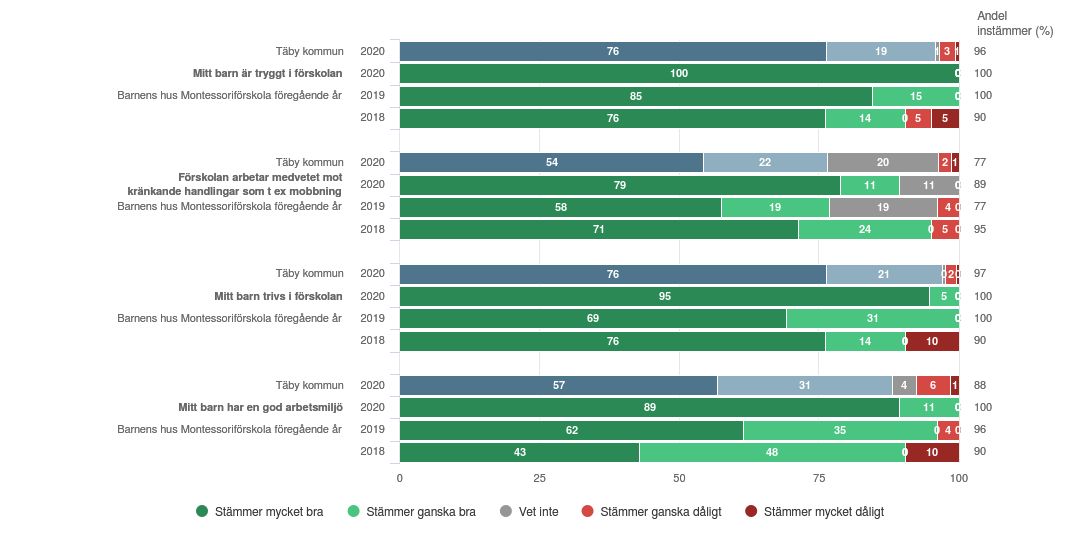 Andel
instämmer (%)
Täby kommun 2020 76 19 1 3 1 96
Mitt barn är tryggt i förskolan 2020 100 0 100
Barnens hus Montessoriförskola föregående år 2019 85 15 0 100
2018 76 14 0 5 5 90
Täby kommun 2020 54 22 20 2 1 77
Förskolan arbetar medvetet mot
kränkande handlingar som t ex mobbning 2020 79 11 11 0 89
Barnens hus Montessoriförskola föregående år 2019 58 19 19 4 0 77
2018 71 24 0 5 0 95
Täby kommun 2020 76 21 0 2 0 97
Mitt barn trivs i förskolan 2020 95 5 0 100
Barnens hus Montessoriförskola föregående år 2019 69 31 0 100
2018 76 14 0 10 90
Täby kommun 2020 57 31 4 6 1 88
Mitt barn har en god arbetsmiljö 2020 89 11 0 100
Barnens hus Montessoriförskola föregående år 2019 62 35 0 4 0 96
2018 43 48 0 10 90
0 25 50 75 100
Stämmer mycket bra Stämmer ganska bra Vet inte Stämmer ganska dåligt Stämmer mycket dåligt